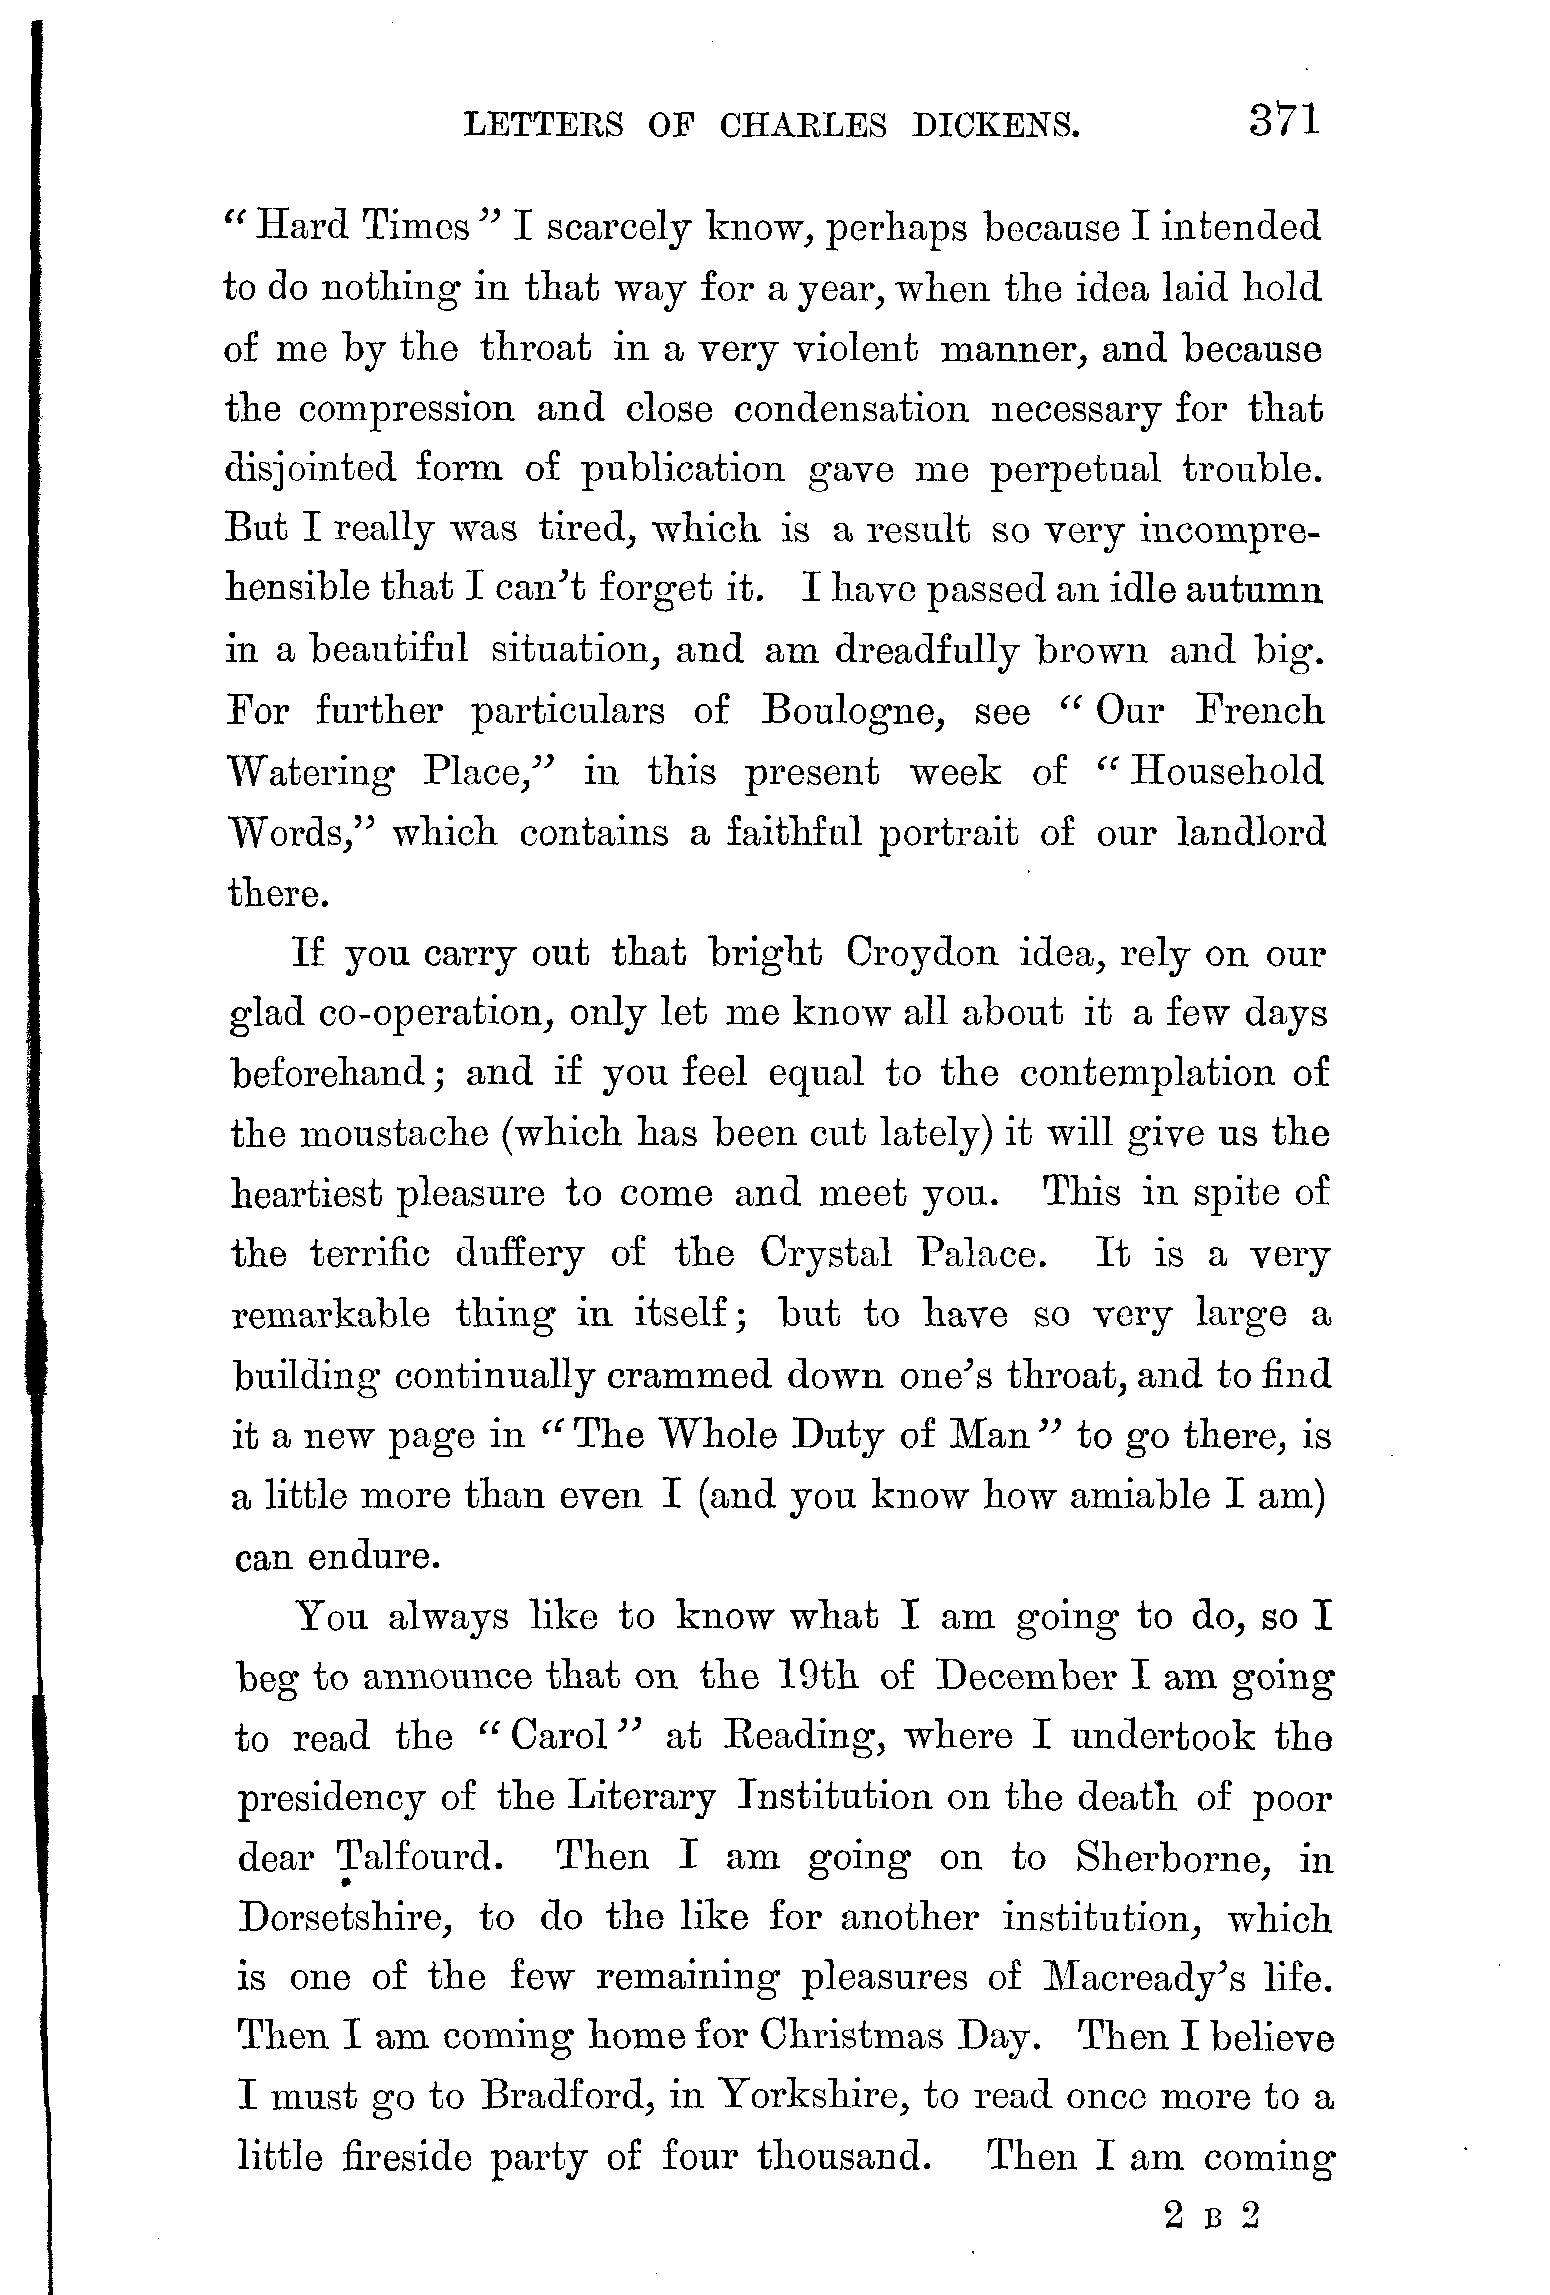 LETTERS OF CHARLES DICKENS. 371
“Hard Times” I scarcely know, perhaps because I intended
to do nothing in that way for a year, when the idea laid hold
of me by the throat in a very violent manner, and because
the compression and close condensation necessary for that
disjointed form of publication gave me perpetual trouble.
But I really was tired, which is a result so very incompre-
hensible that I can’t forget it. I have passed an idle autumn
in a beautiful situation, and am dreadfully brown and big.
For further particulars of Boulogne, see “Our French
Watering Place,” in this present week of “Household
Words,” which contains a faithful portrait of our landlord
there.
If you carry out that bright Croydon idea, rely on our
glad co-operation, only let me know all about it a few days
beforehand; and if you feel equal to the contemplation of
the moustache (which has been cut lately) it will give us the
heartiest pleasure to come and meet you. This in spite of
the terrific duffery of the Crystal Palace. It is a very
remarkable thing in itself; but to have so very large a
building continually crammed down one’s throat, and to find
it a new page in “The Whole Duty of Man” to go there, is
a little more than even I (and you know how amiable I am)
can endure.
You always like to know what I am going to do, so I
beg to announce that on the 19th of December I am going
to read the “Carol” at Reading, where I undertook the
presidency of the Literary Institution on the death of poor
dear Talfourd. Then I am going on to Sherborne, in
Dorsetshire, to do the like for another institution, which
is one of the few remaining pleasures of Macready’s life.
Then I am coming home for Christmas Day. Then I believe
I must go to Bradford, in Yorkshire, to read once more to a
little fireside party of four thousand. Then I am coming
2 B 2